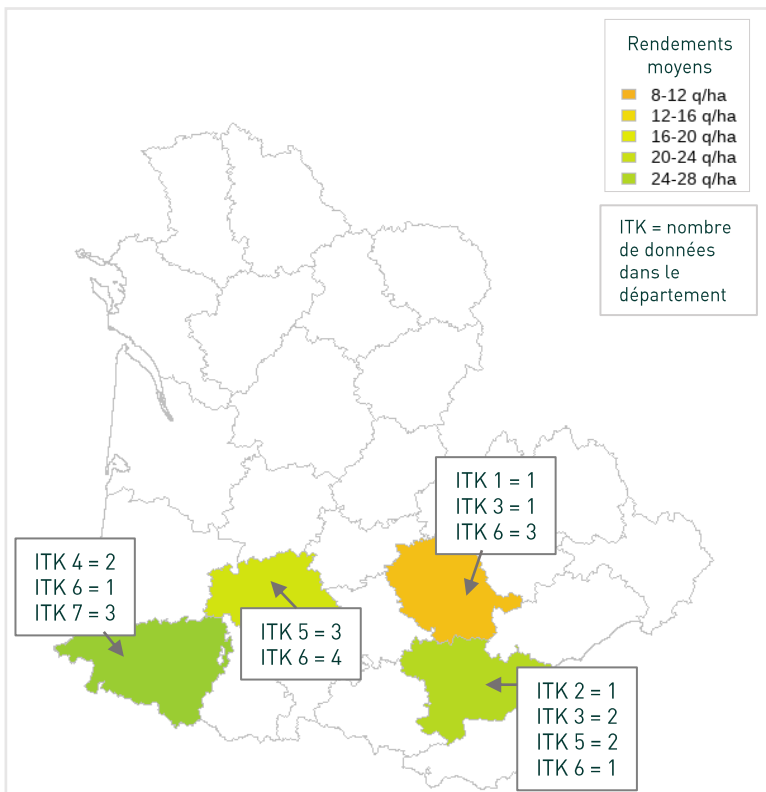 Rendements
moyens
8-12 q/ha
12-16 q/ha
16-20 q/ha
20-24 q/ha
24-28 q/ha
ITK = nombre
de données
dans le
département
ITK 1 = 1
ITK 3 = 1
ITK 6 = 3
ITK 4 = 2
ITK 6 = 1
ITK 7 = 3
ITK 5 = 3
ITK 6 = 4
ITK 2 = 1
ITK 3 = 2
ITK 5 = 2
ITK 6 = 1